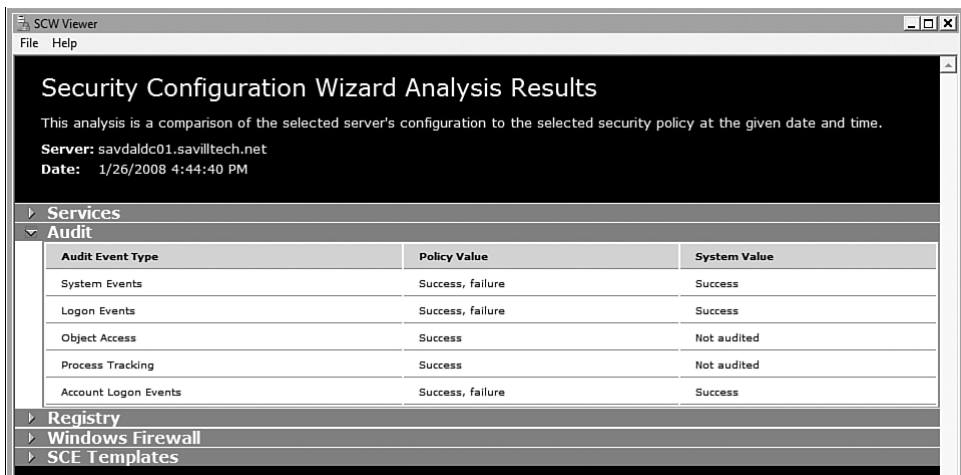 SCW Viewer
File Help
Security Configuration Wizard Analysis Results
This analysis is a comparison of the selected server's configuration to the selected security policy at the given date and time.
Server: savdaldc01.savilltech.net
Date: 1/26/2008 4:44:40 PM
Services
Audit
Audit Event Type Policy Value System Value
System Events Success, failure Success
Logon Events Success, failure Success
Object Access Success Not audited
Process Tracking Success Not audited
Account Logon Events Success, failure Success
Registry
Windows Firewall
SCE Templates